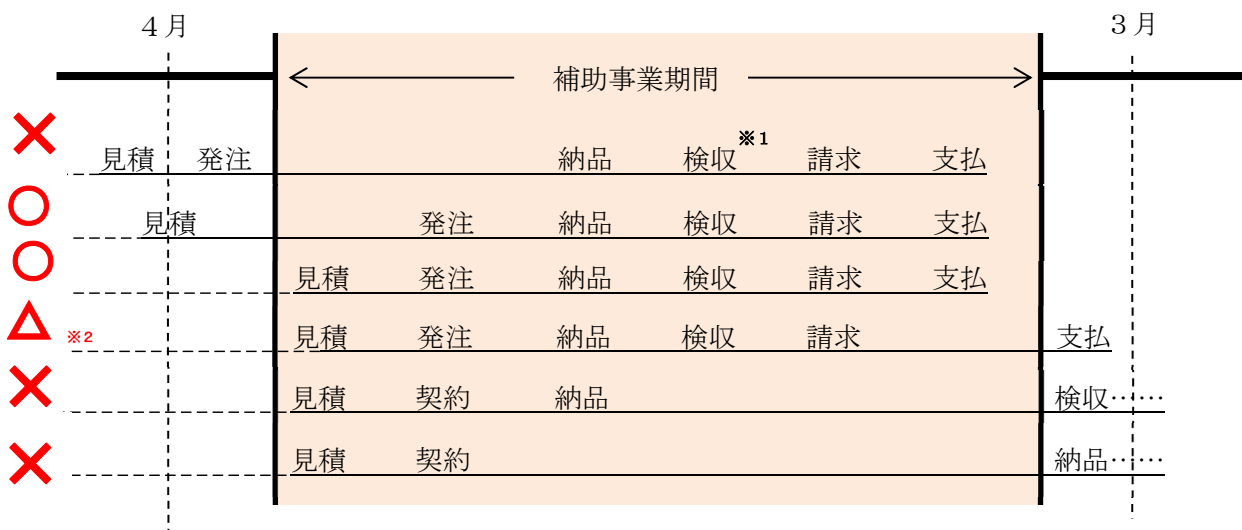 ４月 ３月
補助事業期間
見積 発注 納品 検収※１ 請求 支払
見積 発注 納品 検収 請求 支払
見積 発注 納品 検収 請求 支払
※２ 見積 発注 納品 検収 請求 支払
見積 契約 納品 検収……
見積 契約 納品……